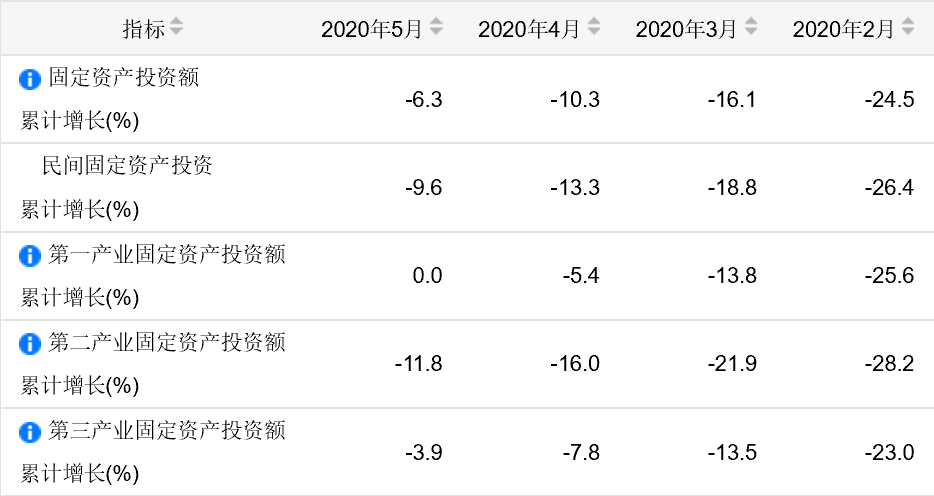 指标 2020年5月 2020年4月 2020年3月 2020年2月
固定资产投资额
累计增长(%) -6.3 -10.3 -16.1 -24.5
民间固定资产投资
累计增长(%) -9.6 -13.3 -18.8 -26.4
第一产业固定资产投资额
累计增长(%) 0.0 -5.4 -13.8 -25.6
第二产业固定资产投资额
累计增长(%) -11.8 -16.0 -21.9 -28.2
第三产业固定资产投资额
累计增长(%) -3.9 -7.8 -13.5 -23.0